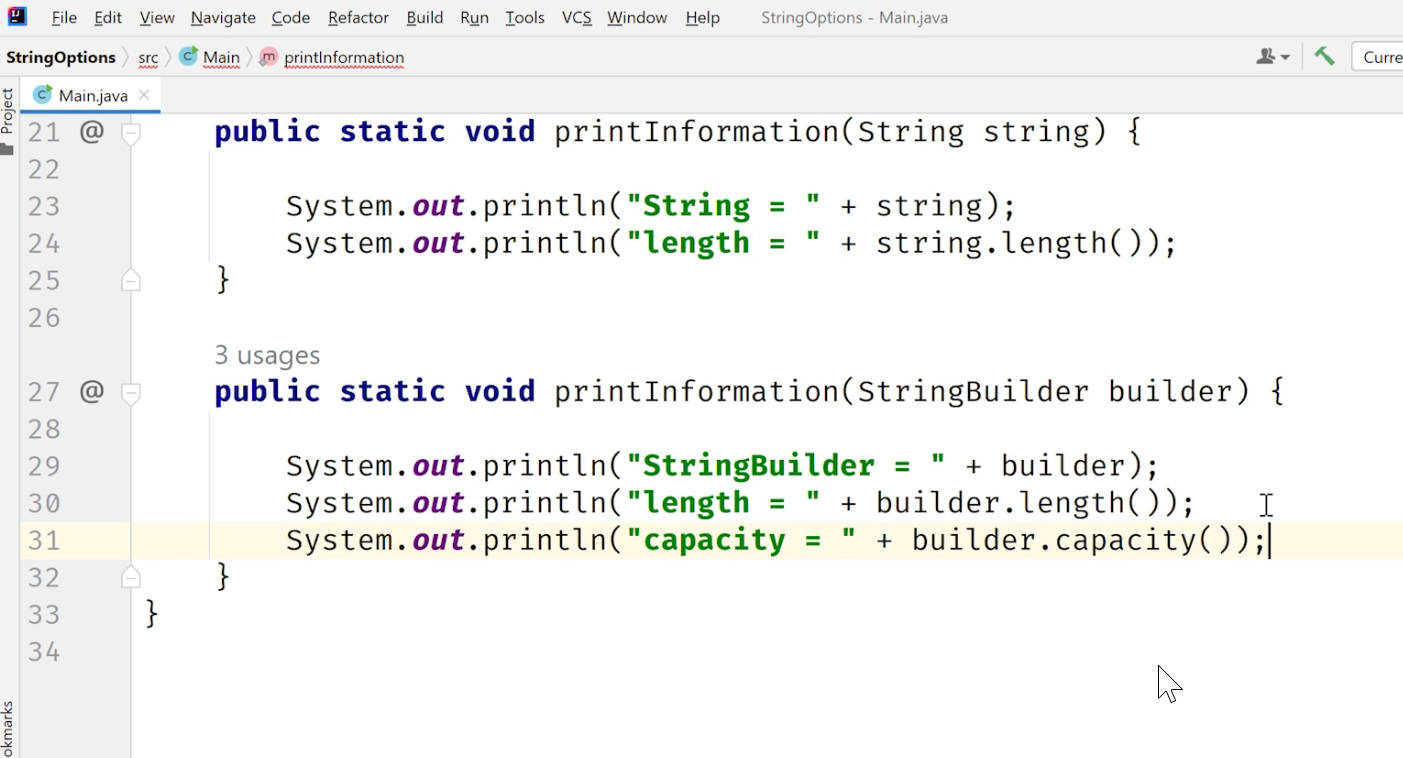 File Edit View Navigate Code Refactor Build Run Tools VCS Window Help StringOptions - Main.java
StringOptions src Main printInformation
Main.java
Project
21 @ public static void printInformation(String string) {
22
23 System.out.println("String = " + string);
24 System.out.println("length = " + string.length());
25 }
26
3 usages
27 @ public static void printInformation(StringBuilder builder) {
28
29 System.out.println("StringBuilder = " + builder);
30 System.out.println("length = " + builder.length());
31 System.out.println("capacity = " + builder.capacity());
32 }
33 }
34